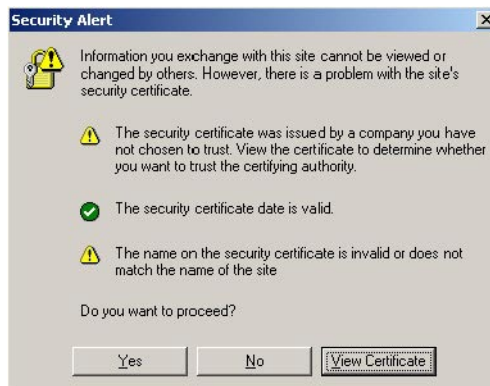 Security Alert
Information you exchange with this site cannot be viewed or
changed by others. However, there is a problem with the site's
security certificate.
The security certificate was issued by a company you have
not chosen to trust. View the certificate to determine whether
you want to trust the certifying authority.
The security certificate date is valid.
The name on the security certificate is invalid or does not
match the name of the site
Do you want to proceed?
Yes No View Certificate